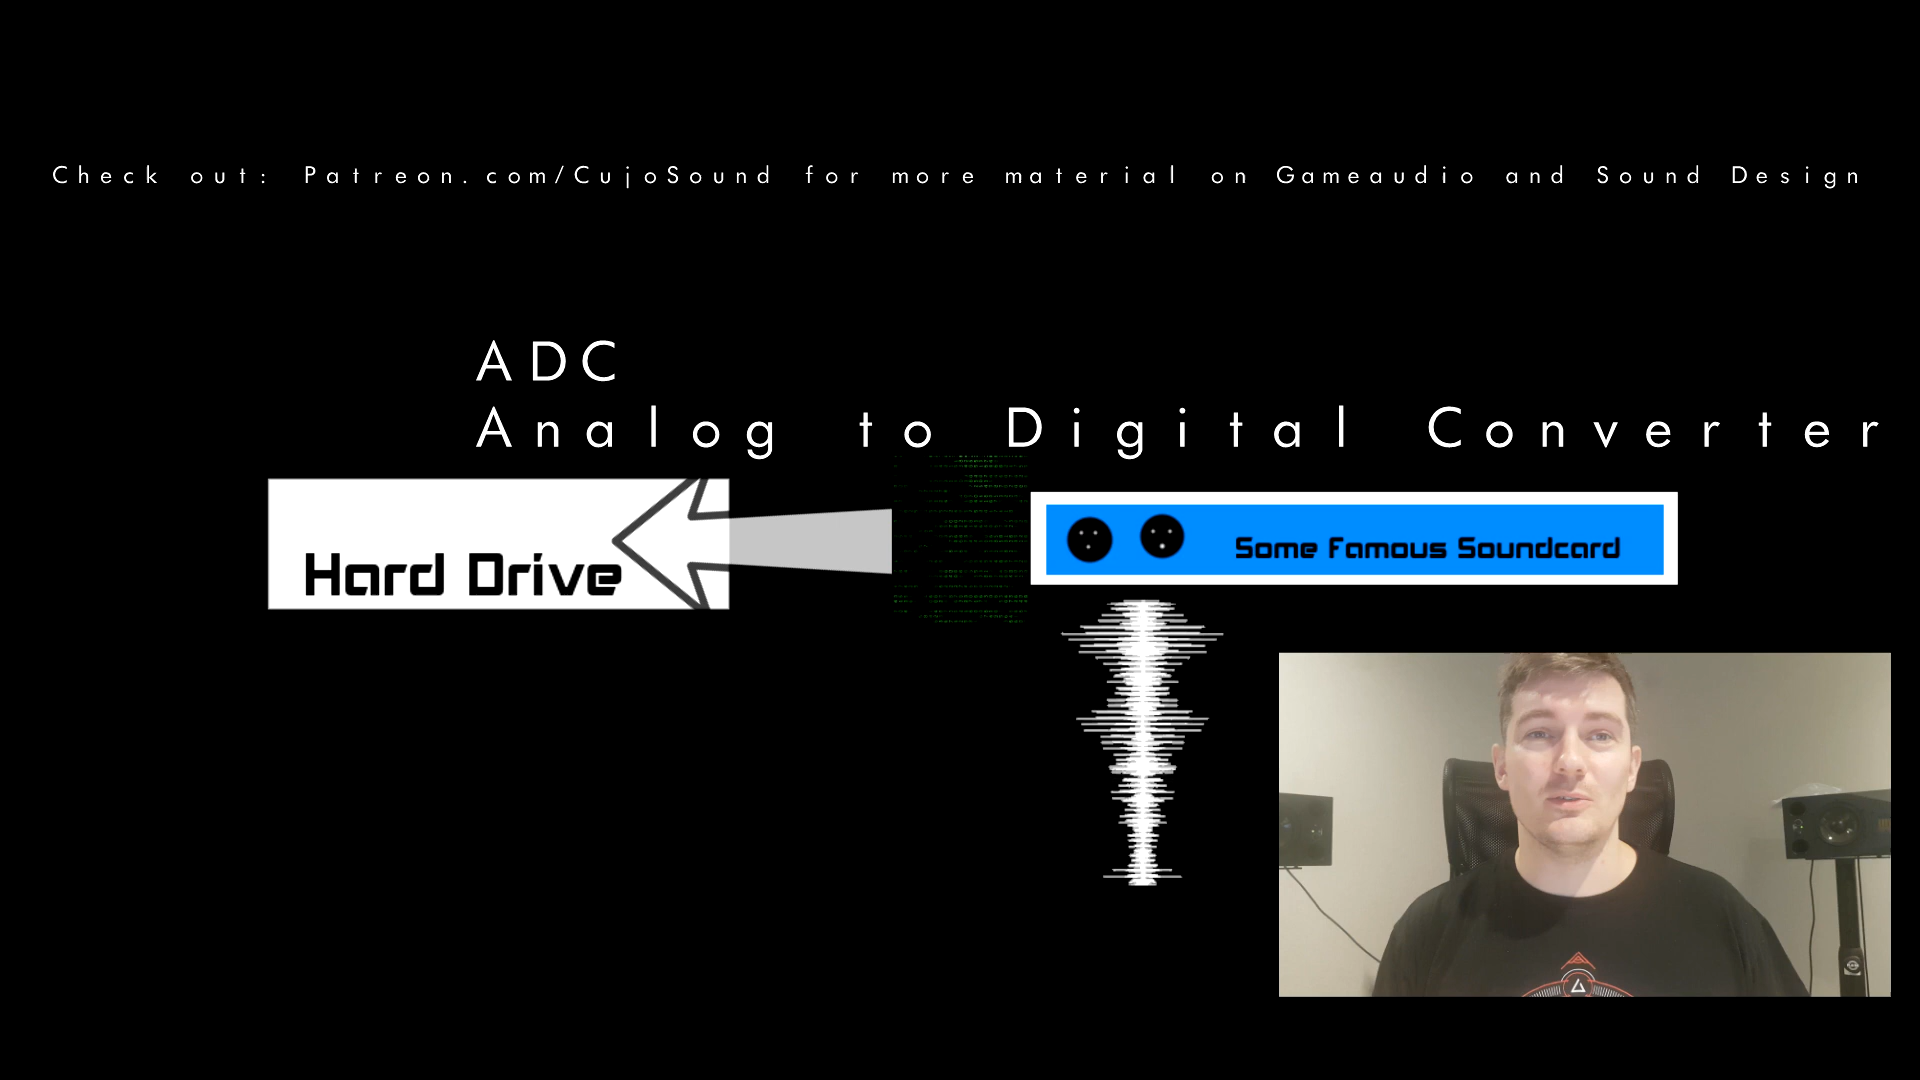 Check out: Patreon.com/CujoSound for more material on Gameaudio and Sound Design
ADC
Analog to Digital Converter
Hard Drive
Some Famous Soundcard